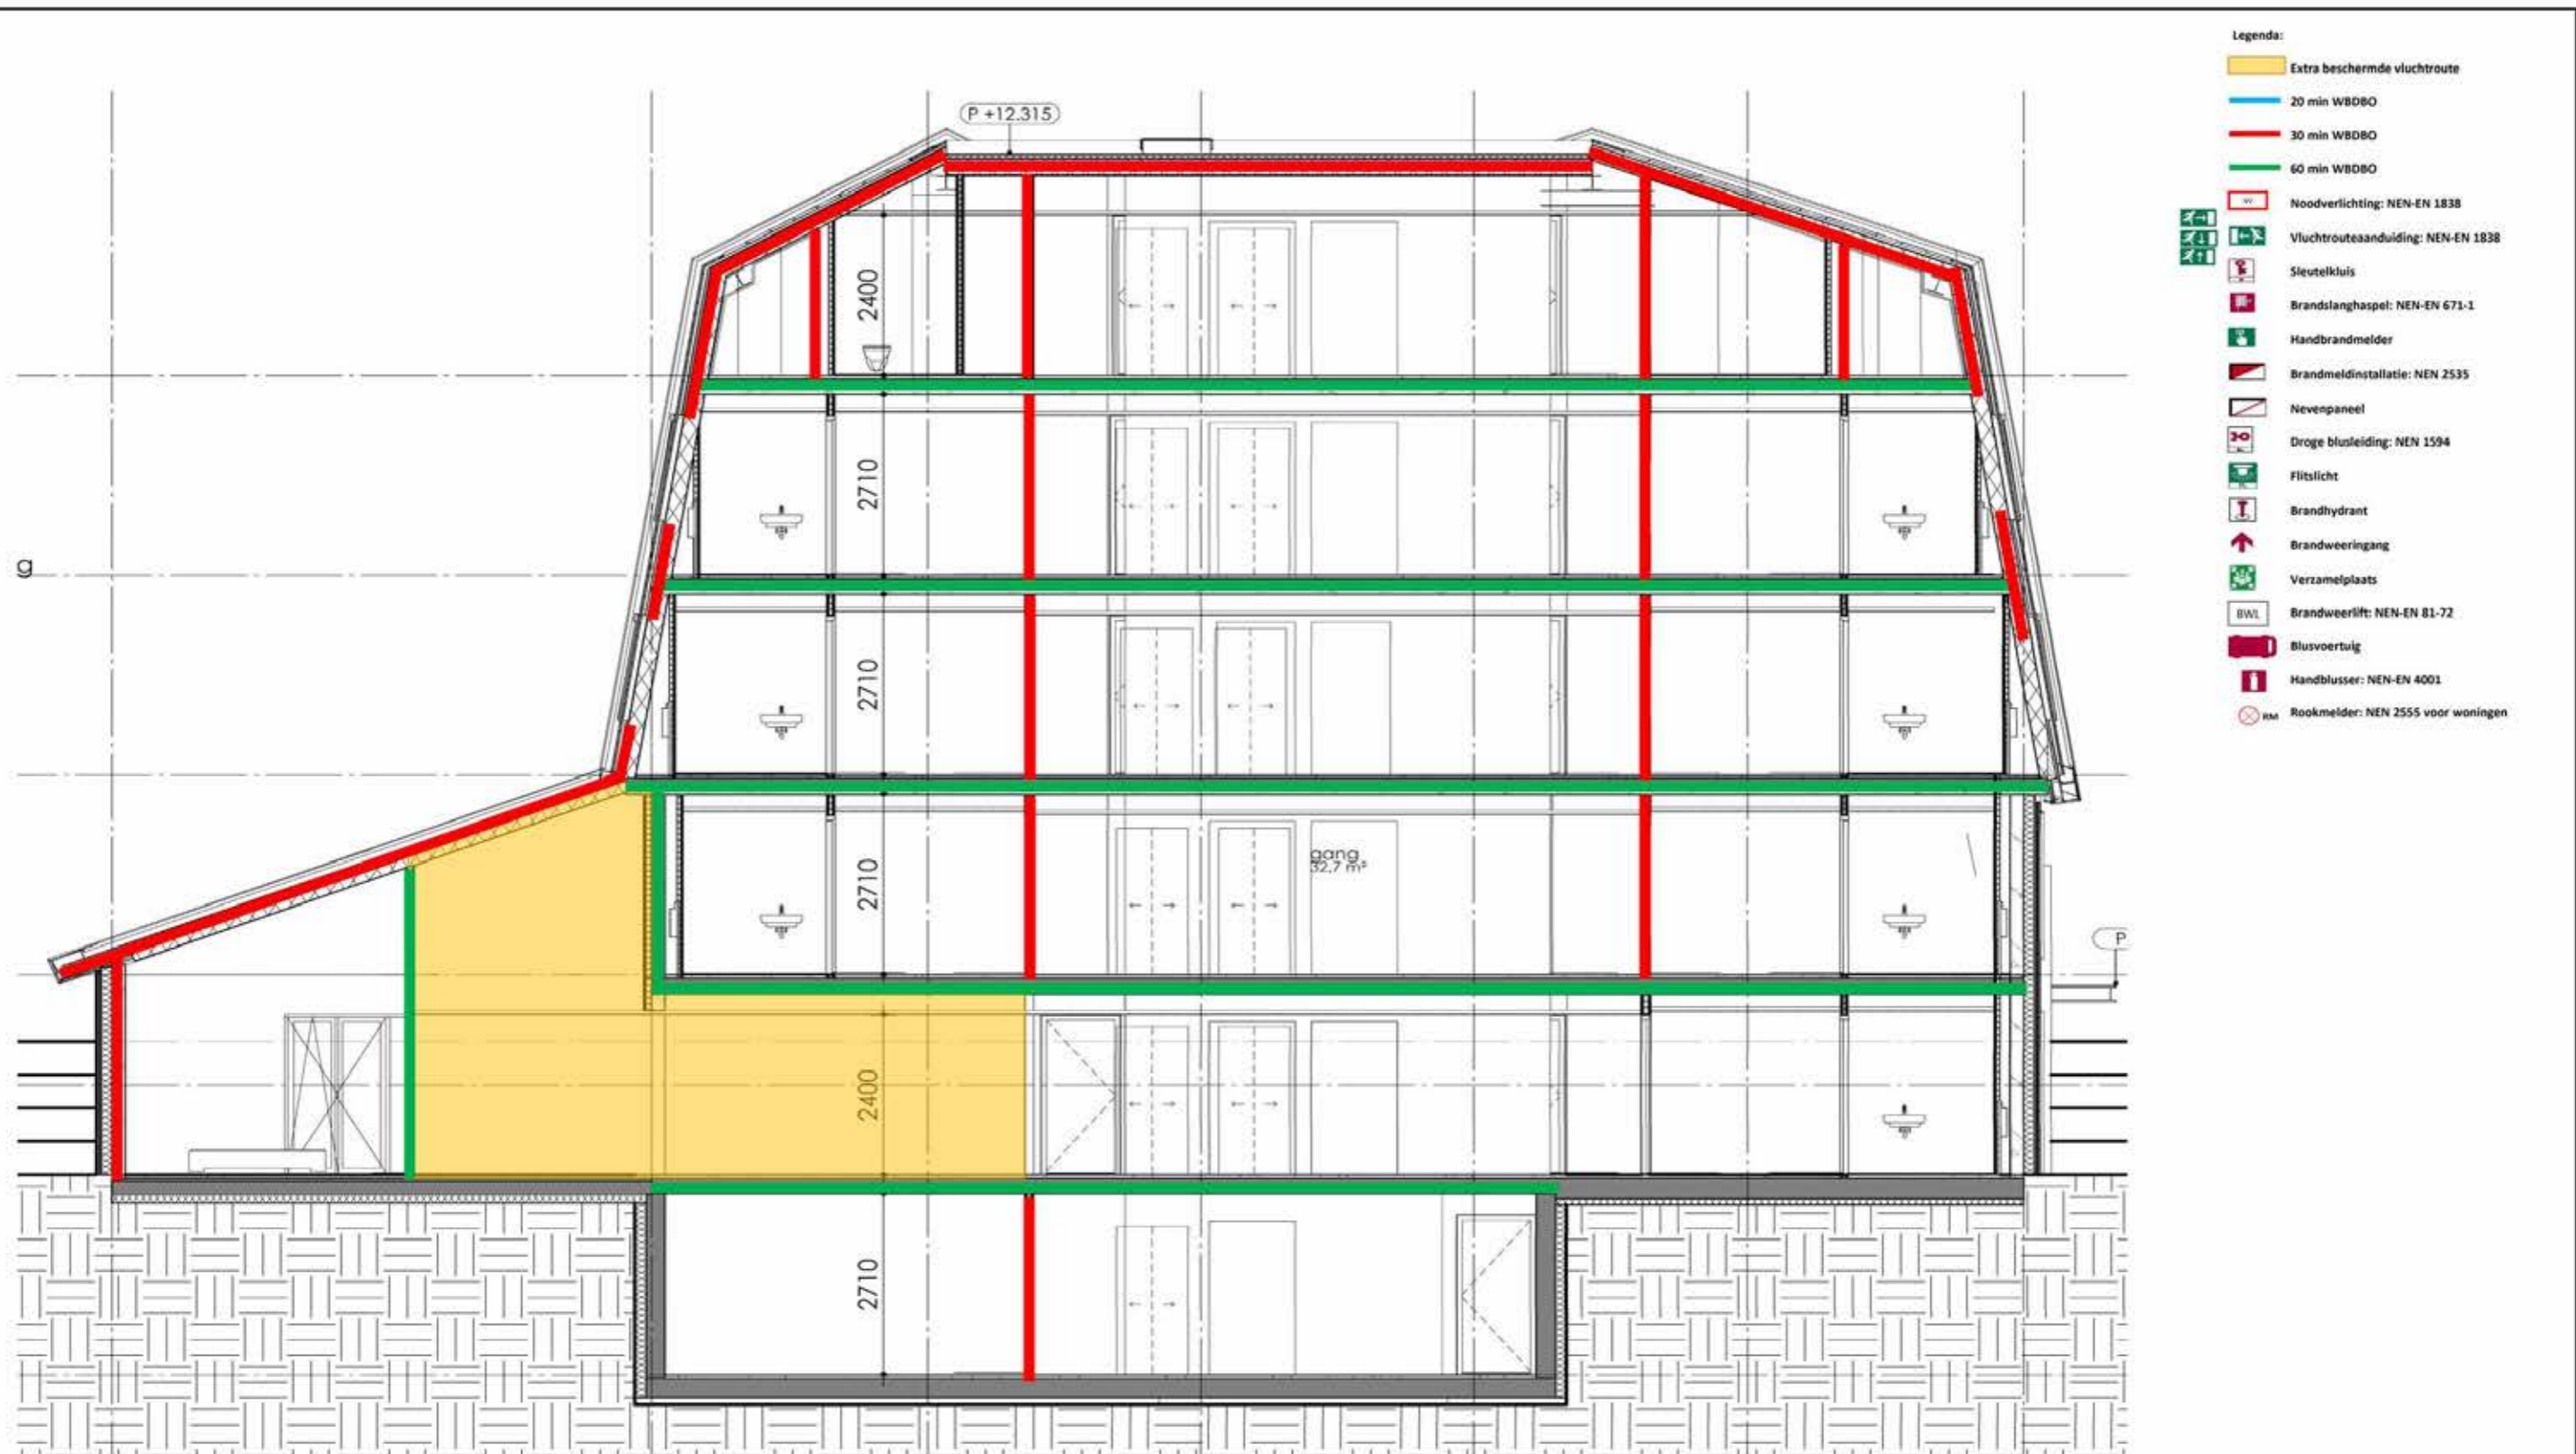 Legenda:
Extra beschermde vluchtroute
20 min WBDBO
30 min WBDBO
60 min WBDBO
Noodverlichting: NEN-EN 1838
Vluchtrouteaanduiding: NEN-EN 1838
Sleutelkluis
Brandslanghaspel: NEN-EN 671-1
Handbrandmelder
Brandmeldinstallatie: NEN 2535
Nevenpaneel
Droge blusleiding: NEN 1594
Flitslicht
Brandhydrant
Brandweeringang
Verzamelplaats
BWL Brandweerlift: NEN-EN 81-72
Blusvoertuig
Handblusser: NEN-EN 4001
RM Rookmelder: NEN 2555 voor woningen
P +12.315
2400
2710
g
2710
2710
gang
32,7 m²
P
2400
2710